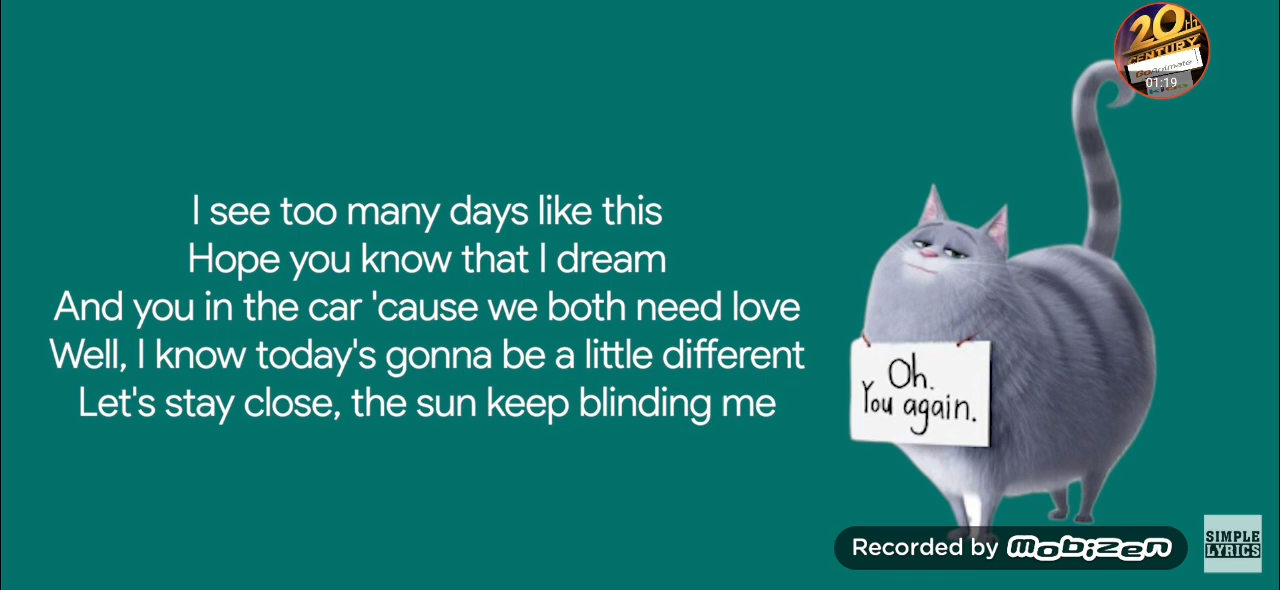 20th
CENTURY
GoAnimate
01:19
I see too many days like this
Hope you know that I dream
And you in the car 'cause we both need love
Well, I know today's gonna be a little different
Let's stay close, the sun keep blinding me
Oh.
You again.
Recorded by Mobizen
SIMPLE
LYRICS